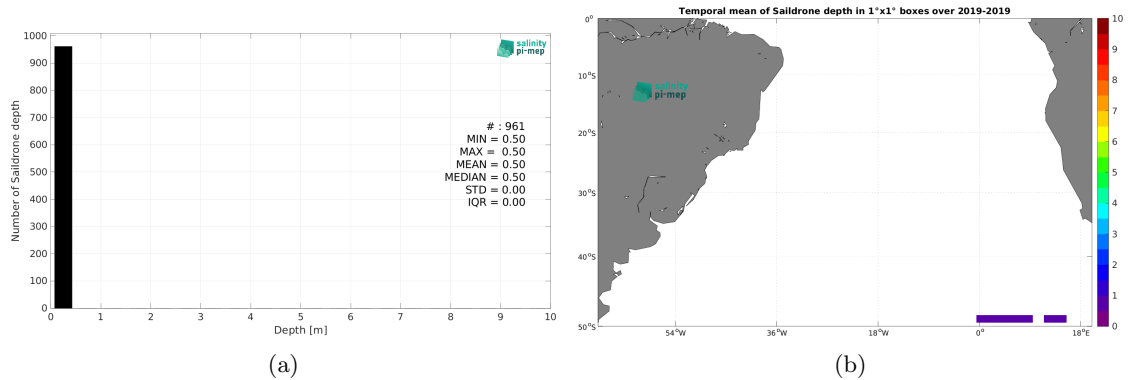 Temporal mean of Saildrone depth in 1°x1° boxes over 2019-2019
1000
900
800
700
600
500
400
300
200
100
0
Number of Saildrone depth
salinity
pi-mep
# : 961
MIN = 0.50
MAX = 0.50
MEAN = 0.50
MEDIAN = 0.50
STD = 0.00
IQR = 0.00
0 1 2 3 4 5 6 7 8 9 10
Depth [m]
(a)
0°
10°S
20°S
30°S
40°S
50°S
salinity
pi-mep
54°W 36°W 18°W 0° 18°E
10
9
8
7
6
5
4
3
2
1
0
(b)